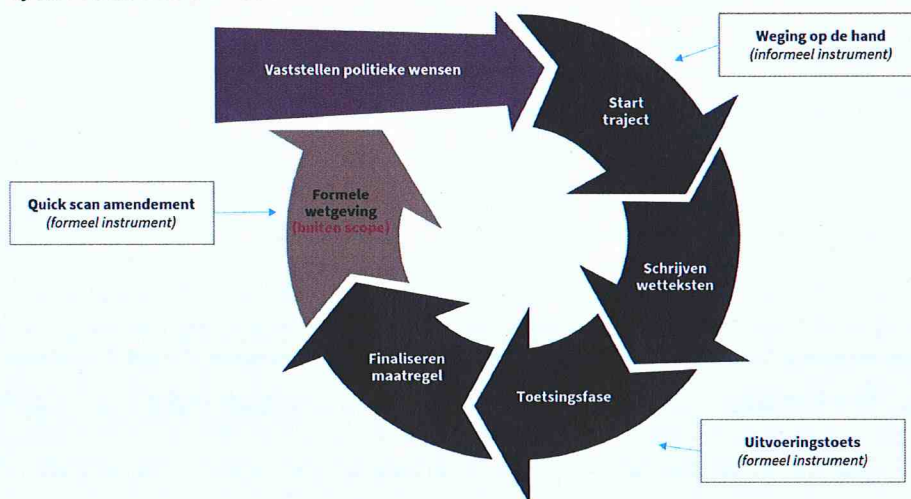 Vaststellen politieke wensen
Weging op de hand
(informeel instrument)
Start
traject
Quick scan amendement
(formeel instrument)
Formele
wetgeving
(buiten scope)
Schrijven
wetteksten
Finaliseren
maatregel
Toetsingsfase
Uitvoeringstoets
(formeel instrument)